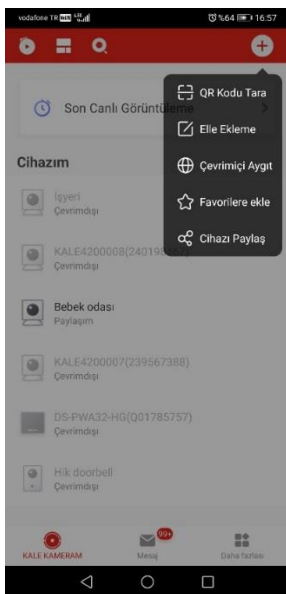 vodafone TR %64 16:57
Son Canlı Görüntüleme
QR Kodu Tara
Elle Ekleme
Çevrimiçi Aygıt
Favorilere ekle
Cihazı Paylaş
Cihazım
İşyeri
Çevrimdışı
KALE4200008
Çevrimdışı
Bebek odası
Paylaşım
KALE4200007(239567388)
Çevrimdışı
DS-PWA32-HG(Q01785757)
Çevrimdışı
Hik doorbell
Çevrimdışı
99+
KALE KAMERAM Mesaj Daha fazlası